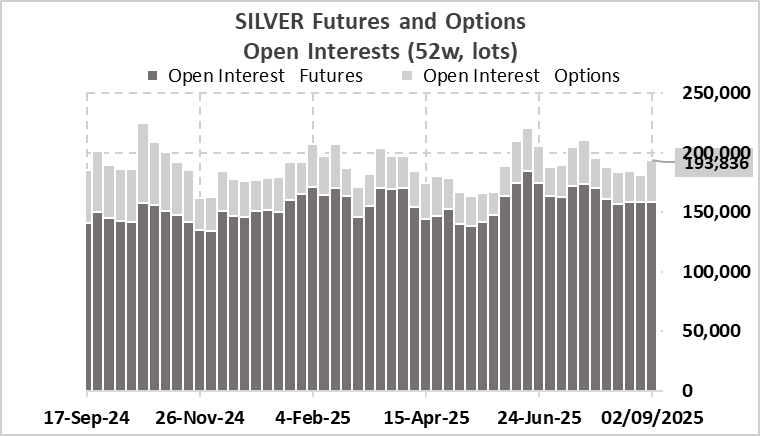 SILVER Futures and Options
Open Interests (52w, lots)
Open Interest Futures Open Interest Options
250,000
200,000
193,836
150,000
100,000
50,000
0
17-Sep-24 26-Nov-24 4-Feb-25 15-Apr-25 24-Jun-25 02/09/2025